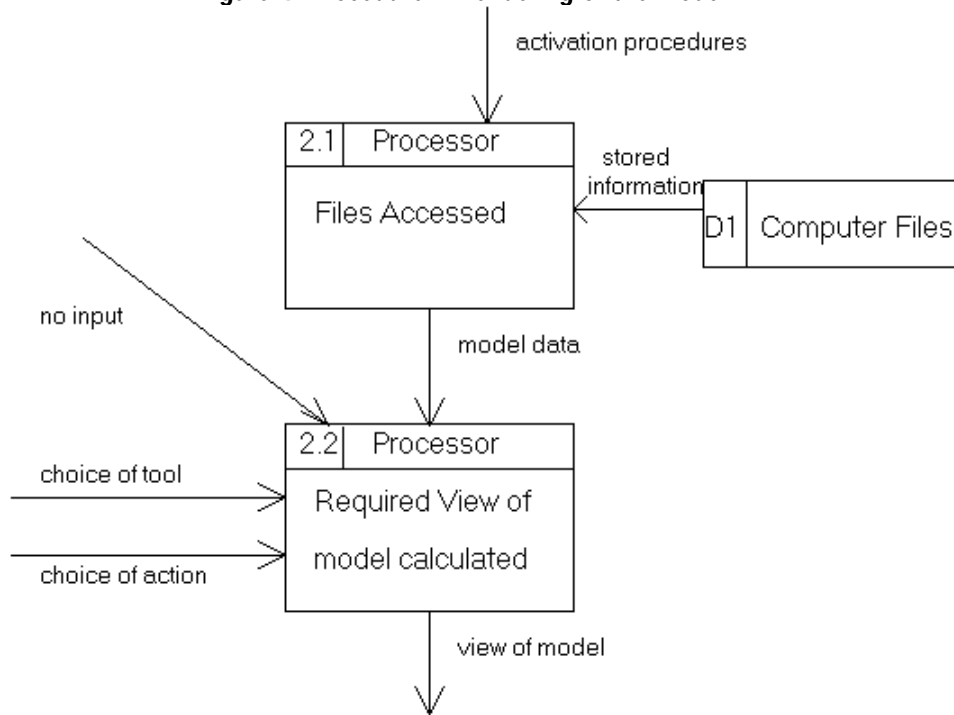 activation procedures
2.1 Processor
stored
information
Files Accessed
D1 Computer Files
no input
model data
2.2 Processor
choice of tool
Required View of
model calculated
choice of action
view of model